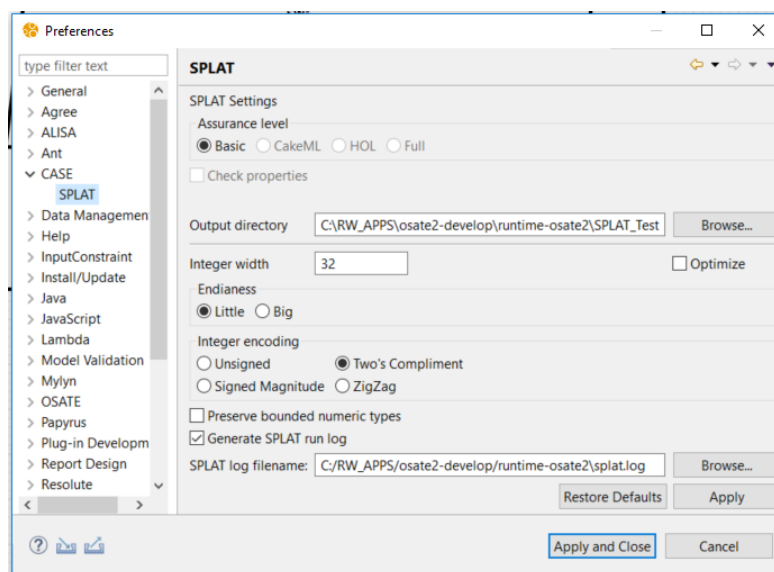 Preferences
type filter text
General
Agree
ALISA
Ant
CASE
SPLAT
Data Managemen
Help
InputConstraint
Install/Update
Java
JavaScript
Lambda
Model Validation
Mylyn
OSATE
Papyrus
Plug-in Developm
Report Design
Resolute
SPLAT
SPLAT Settings
Assurance level
Basic CakeML HOL Full
Check properties
Output directory C:\RW_APPS\osate2-develop\runtime-osate2\SPLAT_Test Browse...
Integer width 32 Optimize
Endianess
Little Big
Integer encoding
Unsigned Two's Compliment
Signed Magnitude ZigZag
Preserve bounded numeric types
Generate SPLAT run log
SPLAT log filename: C:/RW_APPS/osate2-develop/runtime-osate2\splat.log Browse...
Restore Defaults Apply
Apply and Close Cancel